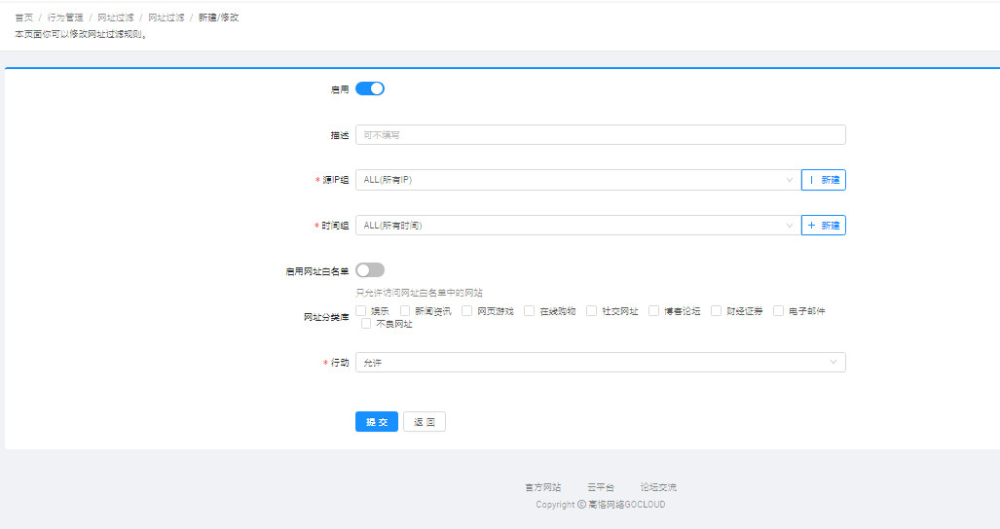 首页 / 行为管理 / 网址过滤 / 网址过滤 / 新建/修改
本页面你可以修改网址过滤规则。
启用
描述 可不填写
* 源IP组 ALL(所有IP) 新建
* 时间组 ALL(所有时间) + 新建
启用网址白名单
只允许访问网址白名单中的网站
网址分类库 娱乐 新闻资讯 网页游戏 在线购物 社交网址 博客论坛 财经证券 电子邮件
不良网址
* 行动 允许
提 交 返 回
官方网站 云平台 论坛交流
Copyright © 高恪网络GOCLOUD